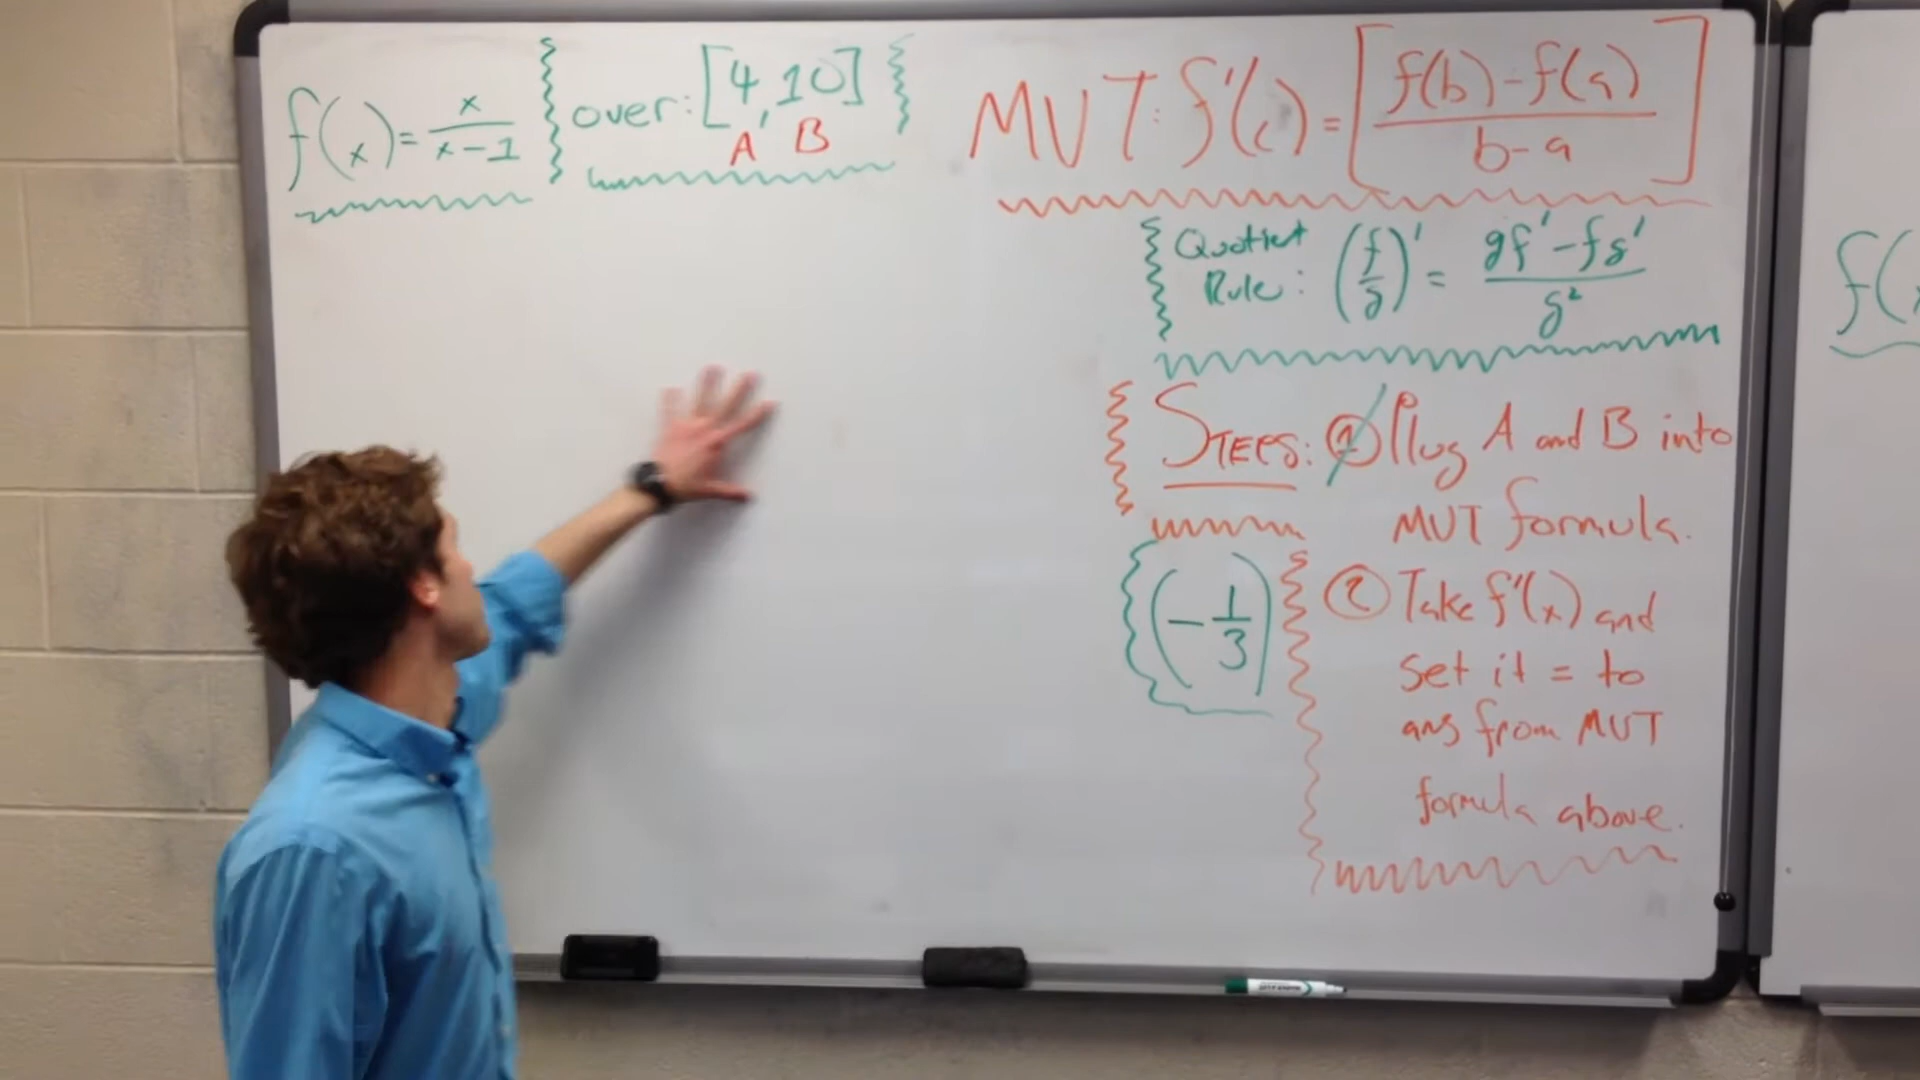 f(x) = x/(x-1)
over: [4, 10]
A B
MVT: f'(c) = [ (f(b)-f(a))/(b-a) ]
Quotient Rule: (f/g)' = (gf'-fg')/g²
STEPS: ① Plug A and B into
MVT formula.
② Take f'(x) and
set it = to
ans from MVT
formula above.
(-1/3)
f(